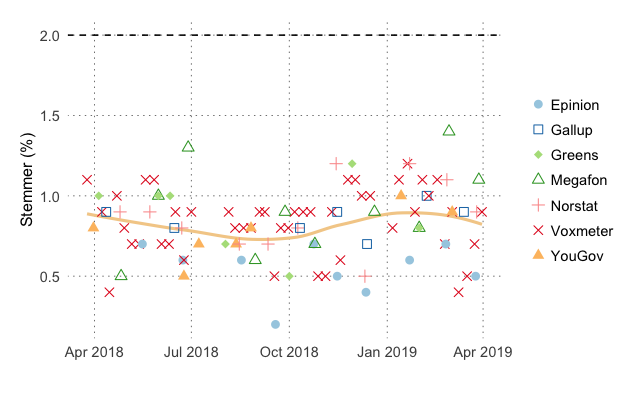 2.0
1.5
1.0
0.5
Stemmer (%)
Apr 2018
Jul 2018
Oct 2018
Jan 2019
Apr 2019
Epinion
Gallup
Greens
Megafon
Norstat
Voxmeter
YouGov